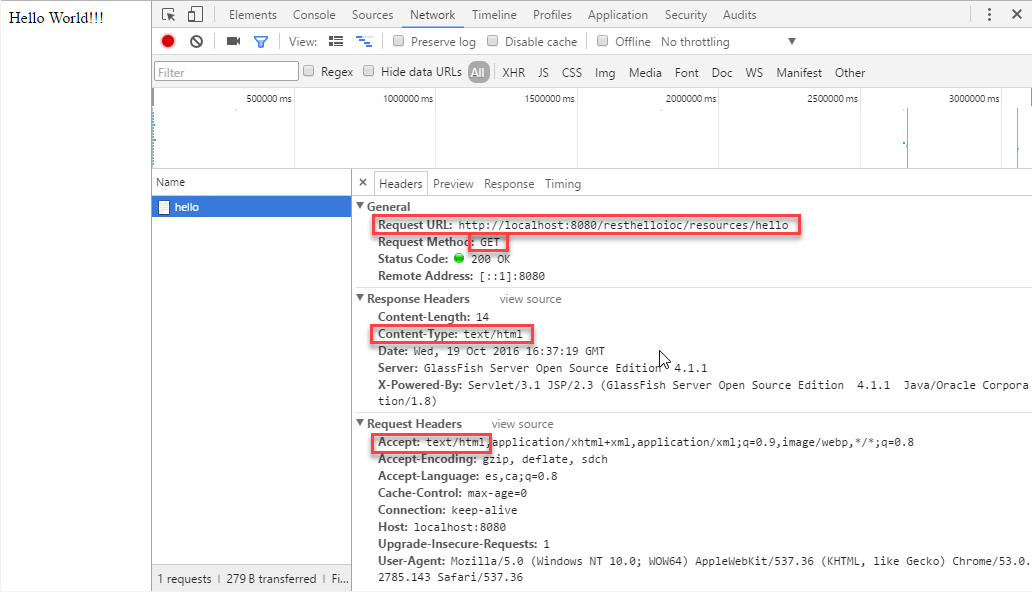 Hello World!!!
Elements Console Sources Network Timeline Profiles Application Security Audits
View: Preserve log Disable cache Offline No throttling
Filter Regex Hide data URLs All XHR JS CSS Img Media Font Doc WS Manifest Other
500000 ms 1000000 ms 1500000 ms 2000000 ms 2500000 ms 3000000 ms
Name
hello
Headers Preview Response Timing
General
Request URL: http://localhost:8080/resthelloioc/resources/hello
Request Method: GET
Status Code: 200 OK
Remote Address: [::1]:8080
Response Headers view source
Content-Length: 14
Content-Type: text/html
Date: Wed, 19 Oct 2016 16:37:19 GMT
Server: GlassFish Server Open Source Edition 4.1.1
X-Powered-By: Servlet/3.1 JSP/2.3 (GlassFish Server Open Source Edition 4.1.1 Java/Oracle Corpora
tion/1.8)
Request Headers view source
Accept: text/html,application/xhtml+xml,application/xml;q=0.9,image/webp,*/*;q=0.8
Accept-Encoding: gzip, deflate, sdch
Accept-Language: es,ca;q=0.8
Cache-Control: max-age=0
Connection: keep-alive
Host: localhost:8080
Upgrade-Insecure-Requests: 1
User-Agent: Mozilla/5.0 (Windows NT 10.0; WOW64) AppleWebKit/537.36 (KHTML, like Gecko) Chrome/53.0.
2785.143 Safari/537.36
1 requests | 279 B transferred | Fi...